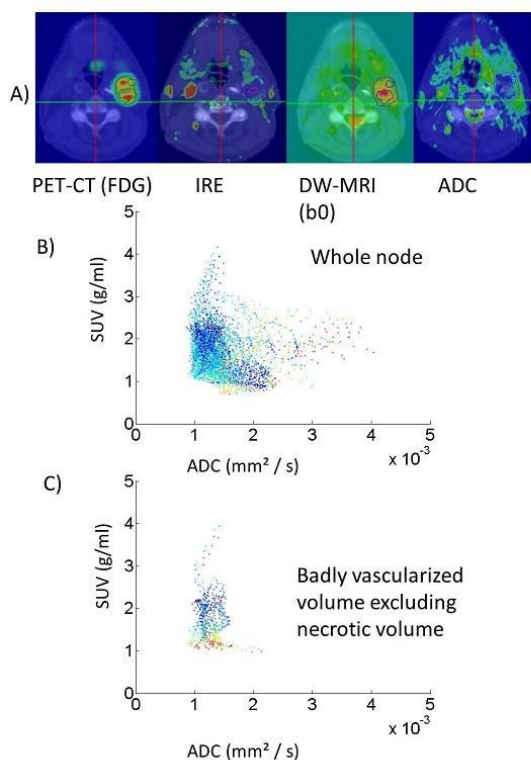 A)
PET-CT (FDG) IRE DW-MRI ADC
(b0)
B)
Whole node
SUV (g/ml)
5
4
3
2
1
0
0 1 2 3 4 5
ADC (mm² / s)
x 10⁻³
C)
Badly vascularized
volume excluding
necrotic volume
SUV (g/ml)
5
4
3
2
1
0
0 1 2 3 4 5
x 10⁻³
ADC (mm² / s)